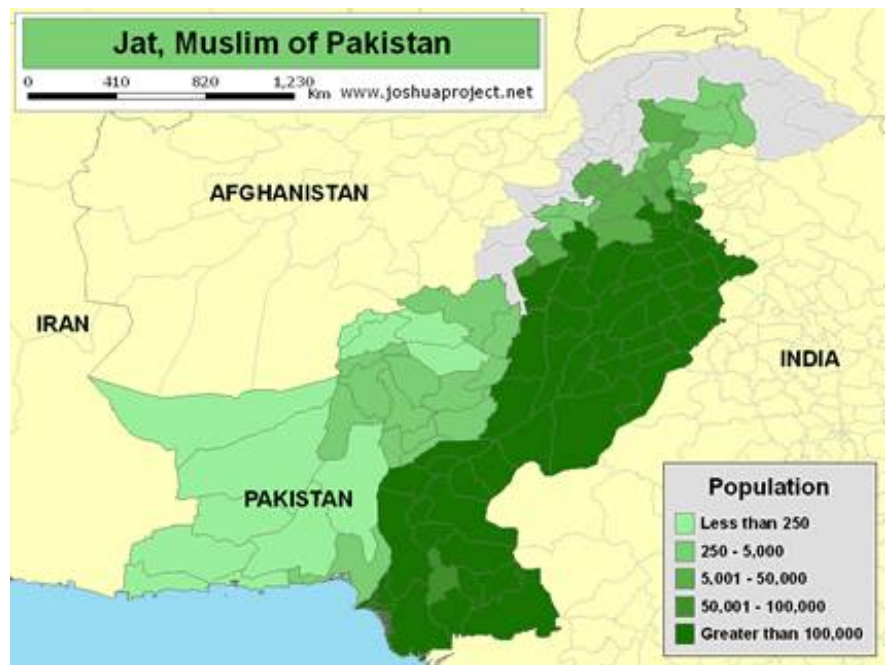 Jat, Muslim of Pakistan
0 410 820 1,230
Km www.joshuaproject.net
AFGHANISTAN
IRAN
INDIA
PAKISTAN
Population
Less than 250
250 - 5,000
5,001 - 50,000
50,001 - 100,000
Greater than 100,000